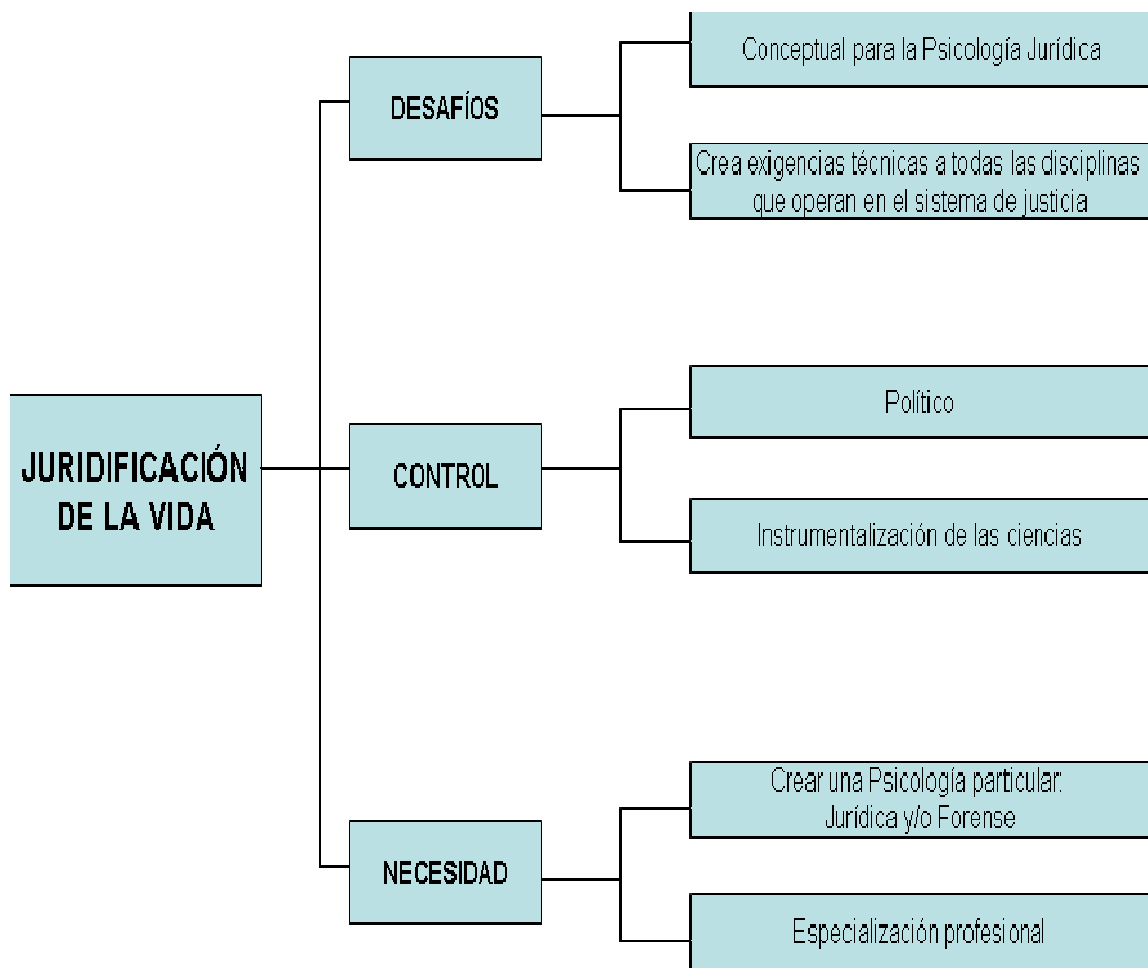 DESAFÍOS
Conceptual para la Psicología Jurídica
Crea exigencias técnicas a todas las disciplinas
que operan en el sistema de justicia
JURIDIFICACIÓN
DE LA VIDA
CONTROL
Político
Instrumentalización de las ciencias
NECESIDAD
Crear una Psicología particular:
Jurídica y/o Forense
Especialización profesional